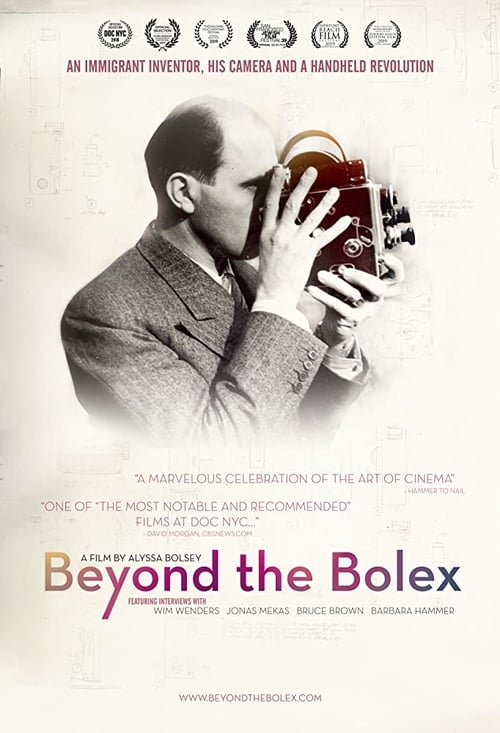 DOC NYC
AN IMMIGRANT INVENTOR, HIS CAMERA AND A HANDHELD REVOLUTION
"A MARVELOUS CELEBRATION OF THE ART OF CINEMA"
- HAMMER TO NAIL
"ONE OF "THE MOST NOTABLE AND RECOMMENDED"
FILMS AT DOC NYC..."
- DAVID MORGAN, CBSNEWS.COM
A FILM BY ALYSSA BOLSEY
Beyond the Bolex
FEATURING INTERVIEWS WITH
WIM WENDERS JONAS MEKAS BRUCE BROWN BARBARA HAMMER
WWW.BEYONDTHEBOLEX.COM